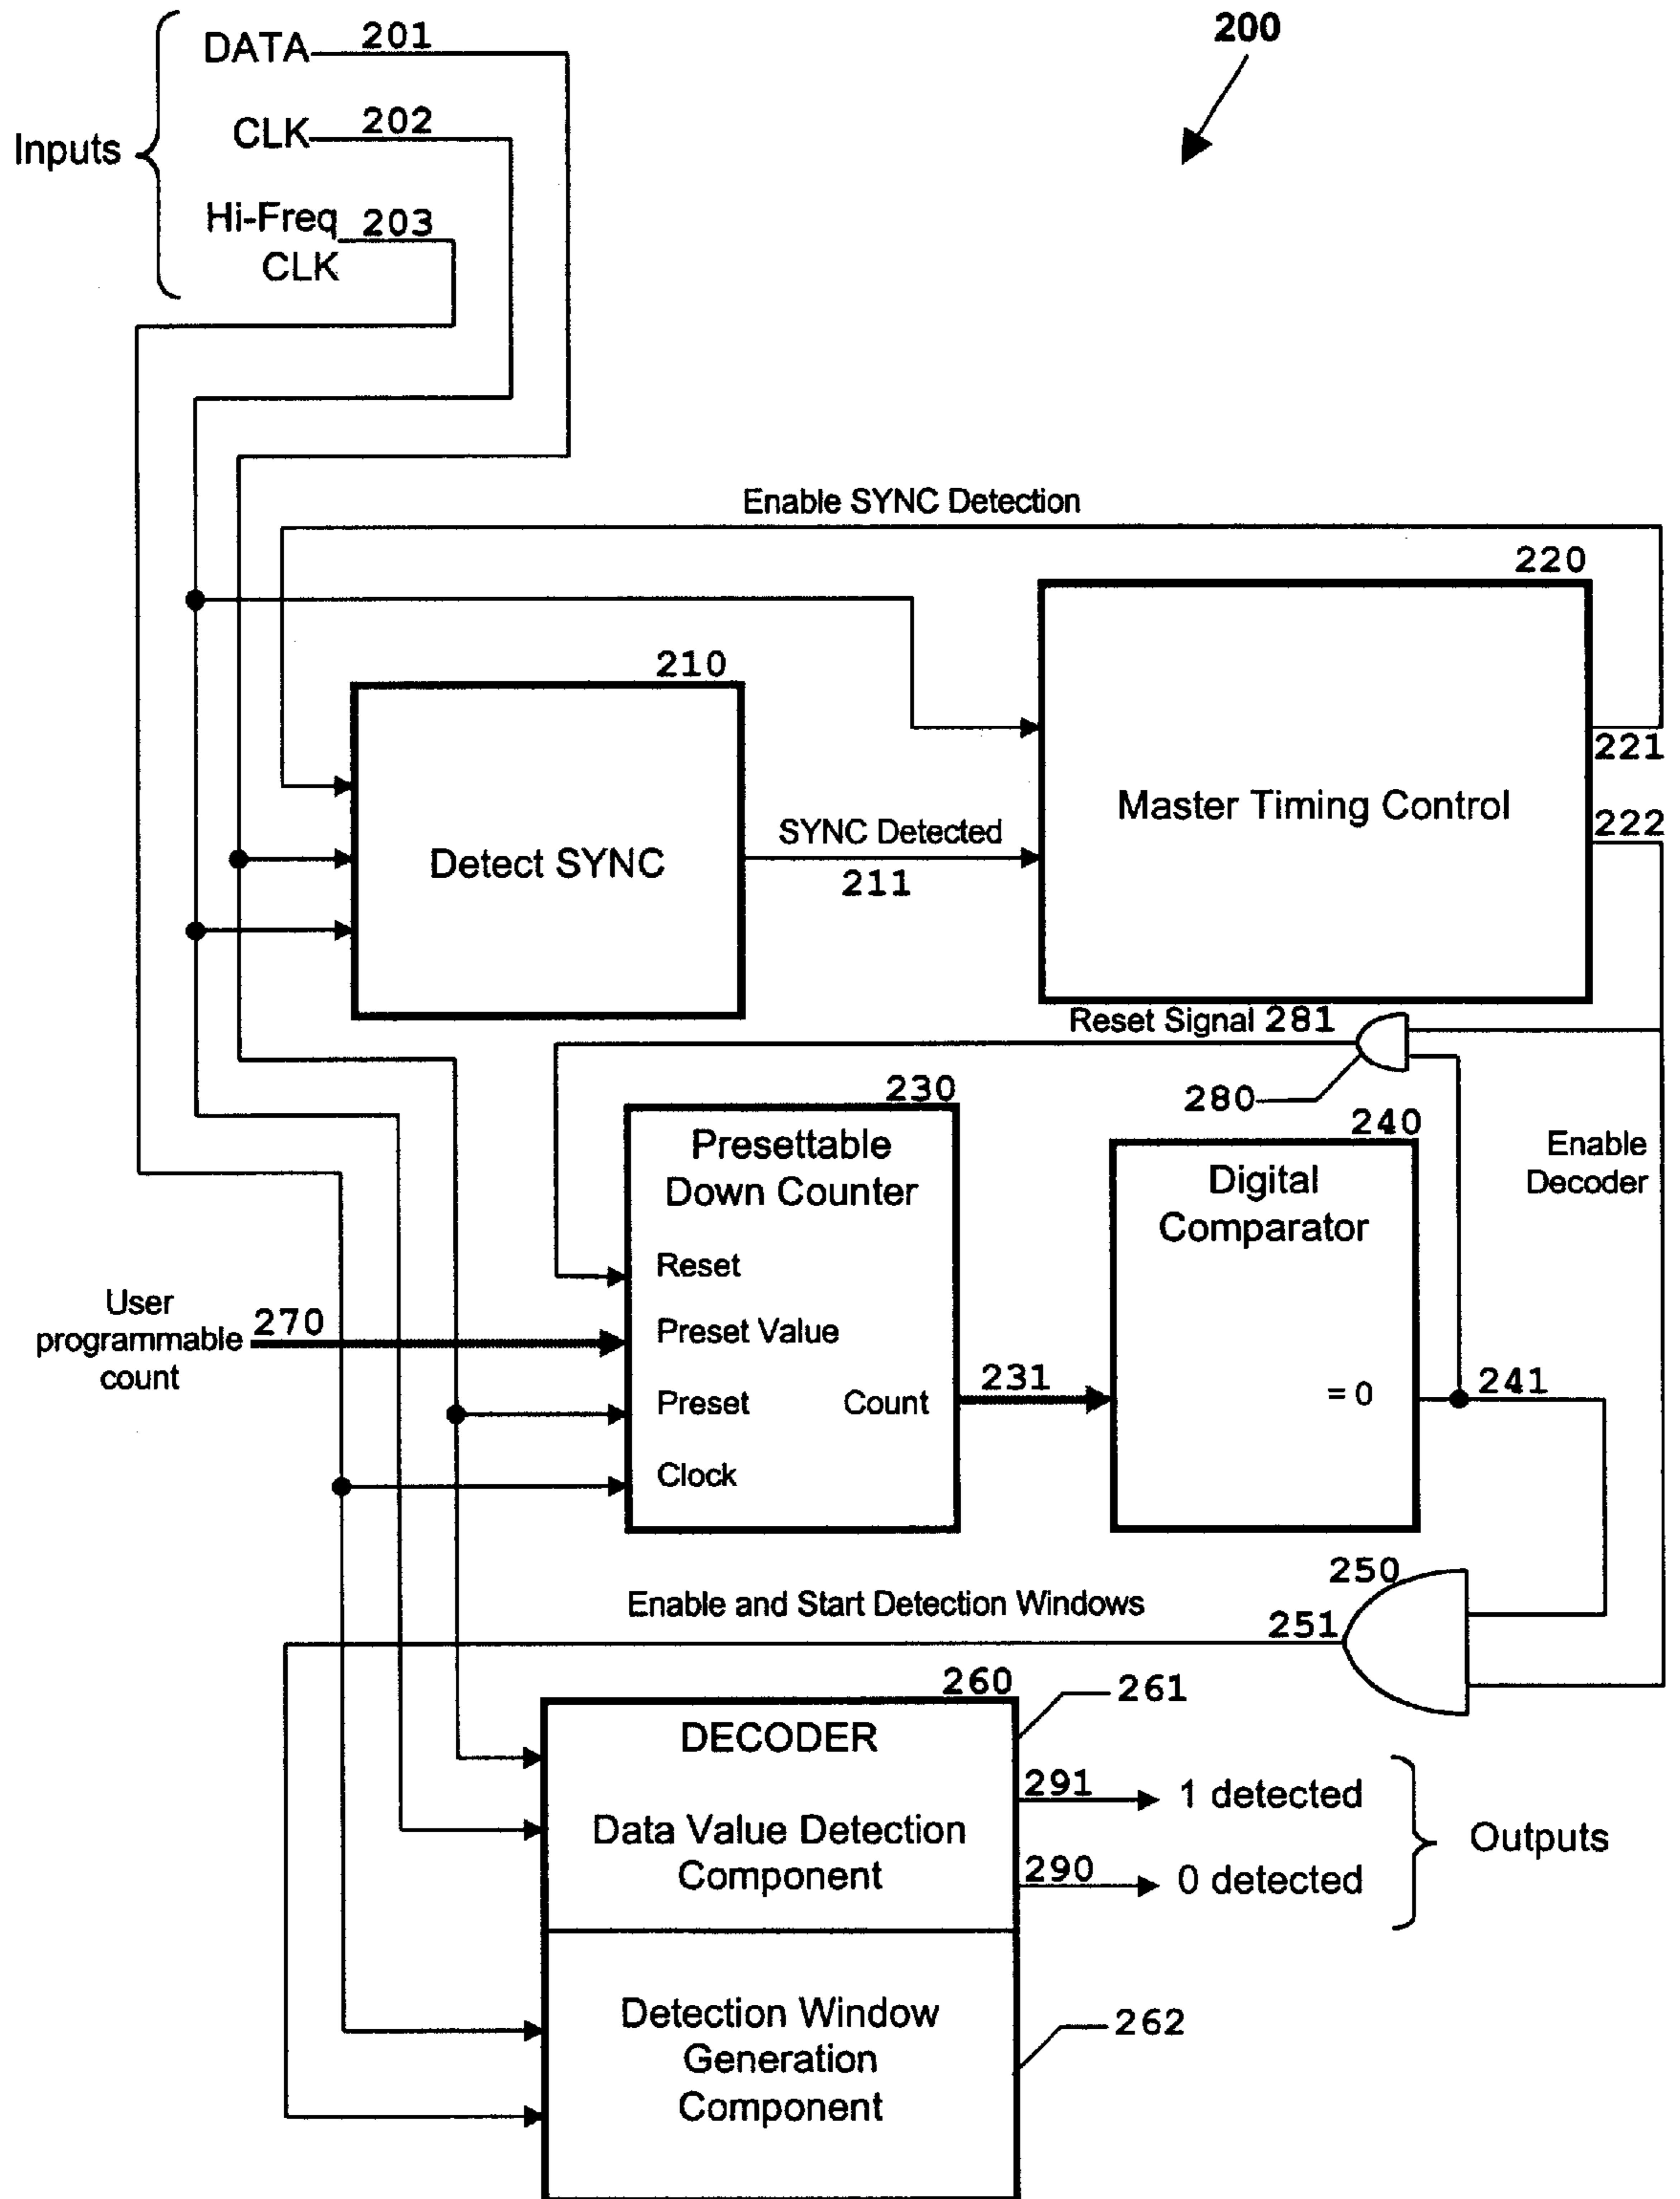 200
Inputs
DATA 201
CLK 202
Hi-Freq 203
CLK
Enable SYNC Detection
220
210
221
Master Timing Control
222
SYNC Detected
Detect SYNC
211
Reset Signal 281
280
230
240
Presettable
Down Counter
Digital
Comparator
Enable
Decoder
Reset
User
programmable
count
270
Preset Value
Preset
Count
231
= 0
241
Clock
250
Enable and Start Detection Windows
251
260
261
DECODER
291
1 detected
Data Value Detection
Component
290
0 detected
Outputs
Detection Window
Generation
Component
262